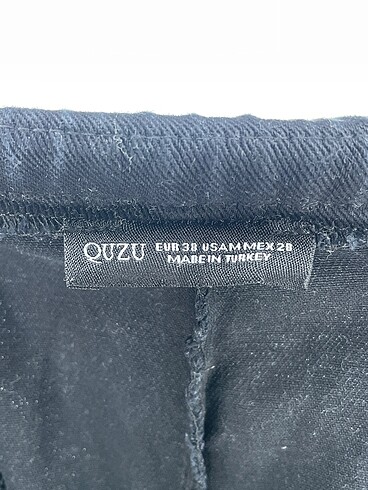 QUZU EUR 38 USA M MEX 28
MADE IN TURKEY